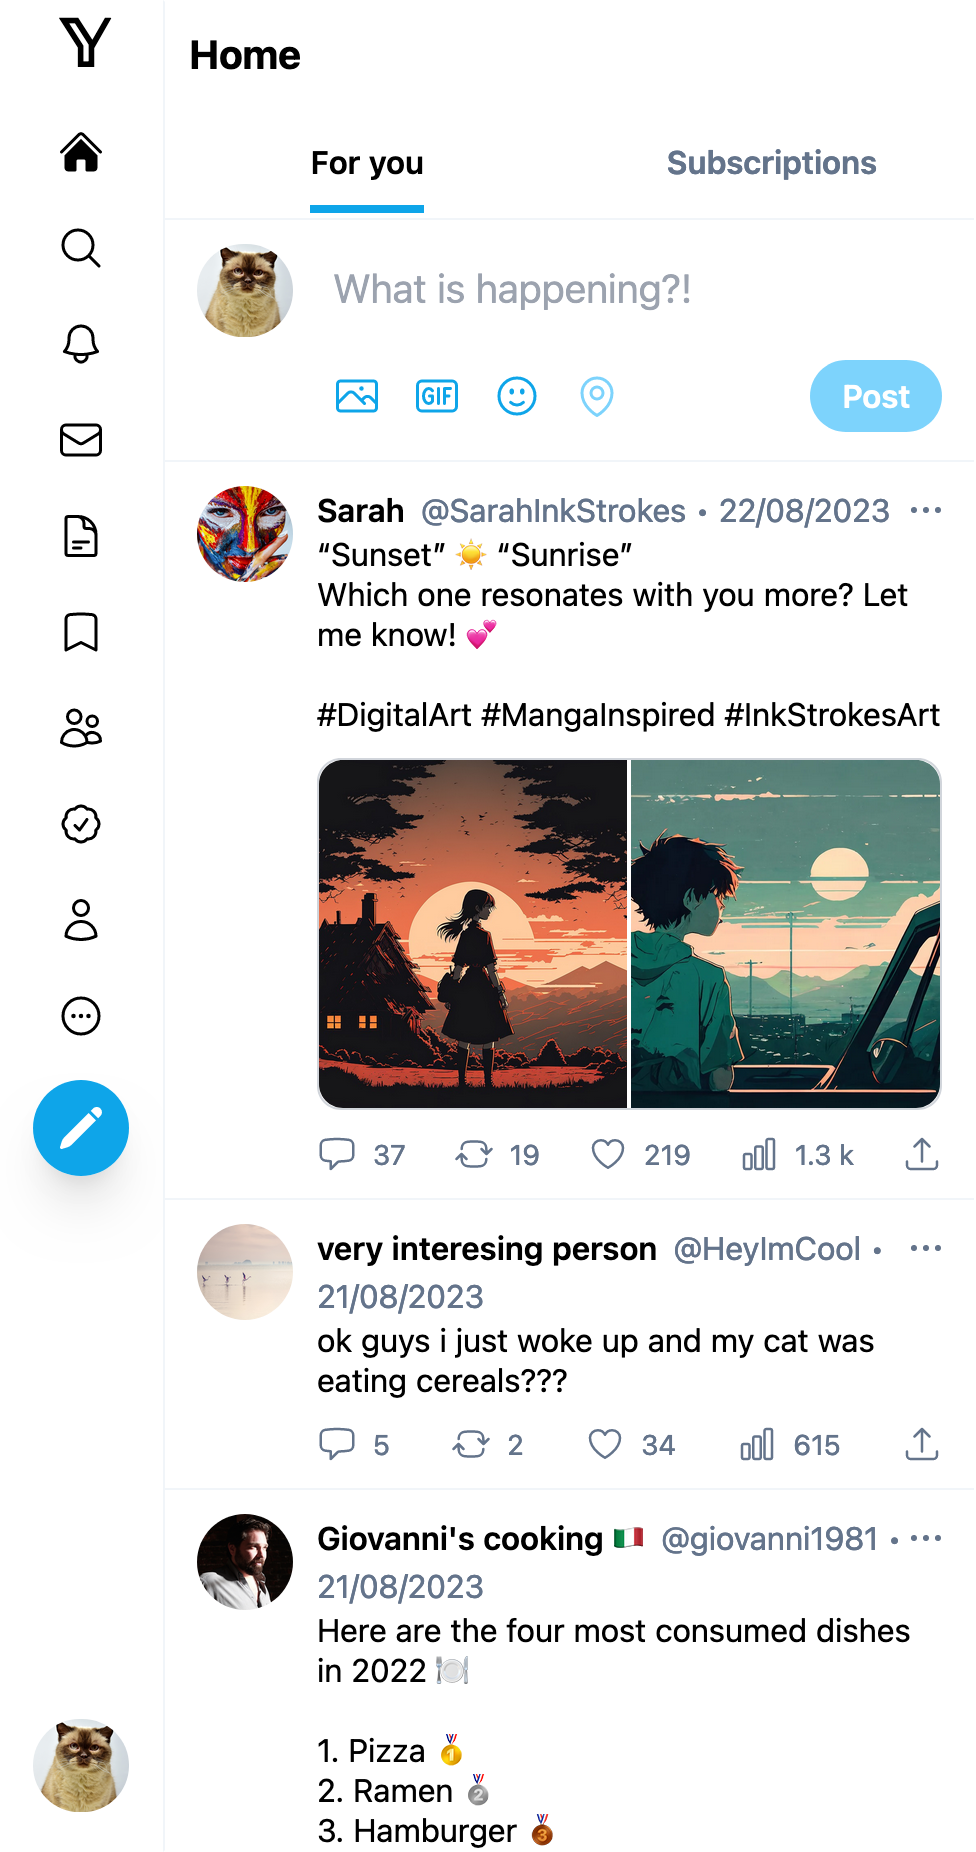 Y
Home
For you
Subscriptions
What is happening?!
GIF
Post
Sarah @SarahInkStrokes • 22/08/2023 ···
“Sunset” ☀️ “Sunrise”
Which one resonates with you more? Let
me know! 💕
#DigitalArt #MangaInspired #InkStrokesArt
37 19 219 1.3 k
very interesing person @HeyImCool • ···
21/08/2023
ok guys i just woke up and my cat was
eating cereals???
5 2 34 615
Giovanni's cooking 🇮🇹 @giovanni1981 • ···
21/08/2023
Here are the four most consumed dishes
in 2022 🍽️
1. Pizza 🥇
2. Ramen 🥈
3. Hamburger 🥉